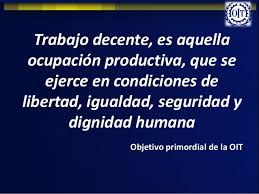 OIT
Trabajo decente, es aquella
ocupación productiva, que se
ejerce en condiciones de
libertad, igualdad, seguridad y
dignidad humana
Objetivo primordial de la OIT